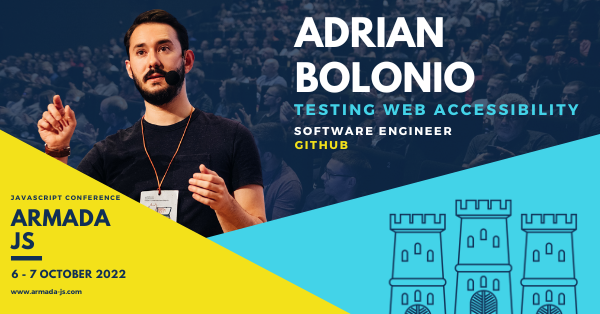 ADRIAN
BOLONIO
TESTING WEB ACCESSIBILITY
SOFTWARE ENGINEER
GITHUB
JAVASCRIPT CONFERENCE
ARMADA
JS
6 - 7 OCTOBER 2022
www.armada-js.com